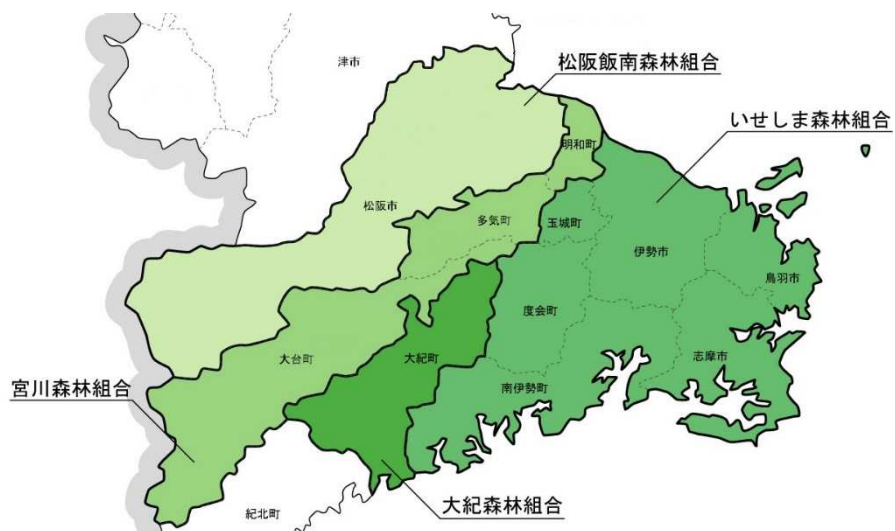 津市
松阪飯南森林組合
いせしま森林組合
明和町
松阪市
多気町
玉城町
伊勢市
鳥羽市
度会町
大台町
大紀町
志摩市
宮川森林組合
南伊勢町
大紀森林組合
紀北町